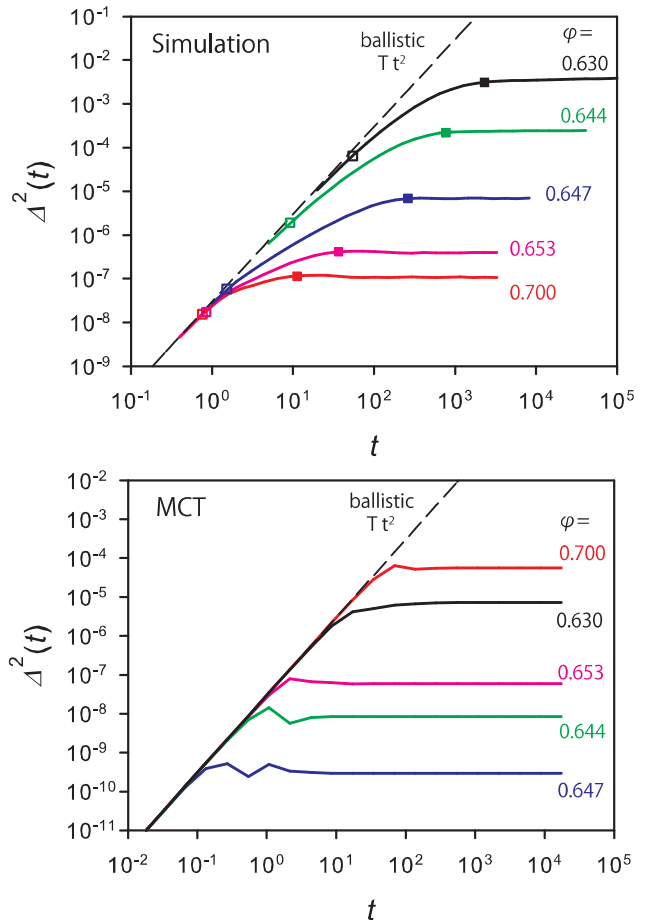 10⁻¹
10⁻²
10⁻³
10⁻⁴
10⁻⁵
10⁻⁶
10⁻⁷
10⁻⁸
10⁻⁹
Δ²(t)
Simulation
ballistic
T t²
φ=
0.630
0.644
0.647
0.653
0.700
10⁻¹ 10⁰ 10¹ 10² 10³ 10⁴ 10⁵
t
10⁻²
10⁻³
10⁻⁴
10⁻⁵
10⁻⁶
10⁻⁷
10⁻⁸
10⁻⁹
10⁻¹⁰
10⁻¹¹
Δ²(t)
MCT
ballistic
T t²
φ=
0.700
0.630
0.653
0.644
0.647
10⁻² 10⁻¹ 10⁰ 10¹ 10² 10³ 10⁴ 10⁵
t